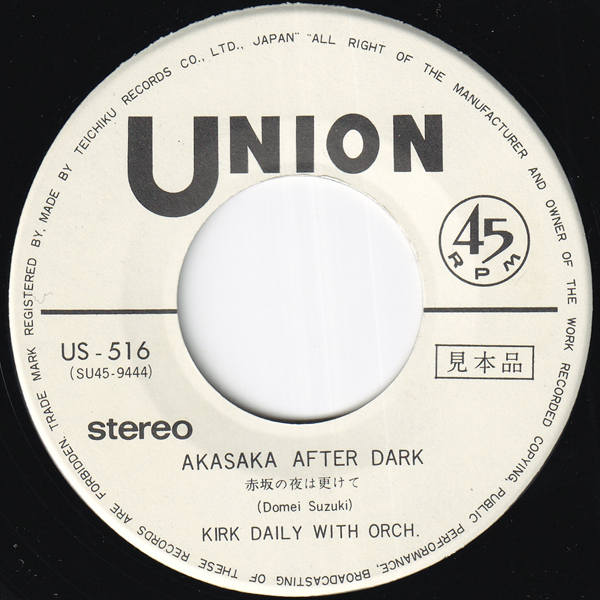 TRADE MARK REGISTERED BY. MADE BY TEICHIKU RECORDS CO., LTD., JAPAN" "ALL RIGHT OF THE MANUFACTURER AND OWNER OF THE WORK RECORDED COPYING, PUBLIC PERFORMANCE, BROADCASTING OF THESE RECORDS ARE FORBIDDEN.
UNION
45
RPM
US-516
(SU45-9444)
見本品
stereo
AKASAKA AFTER DARK
赤坂の夜は更けて
(Domei Suzuki)
KIRK DAILY WITH ORCH.